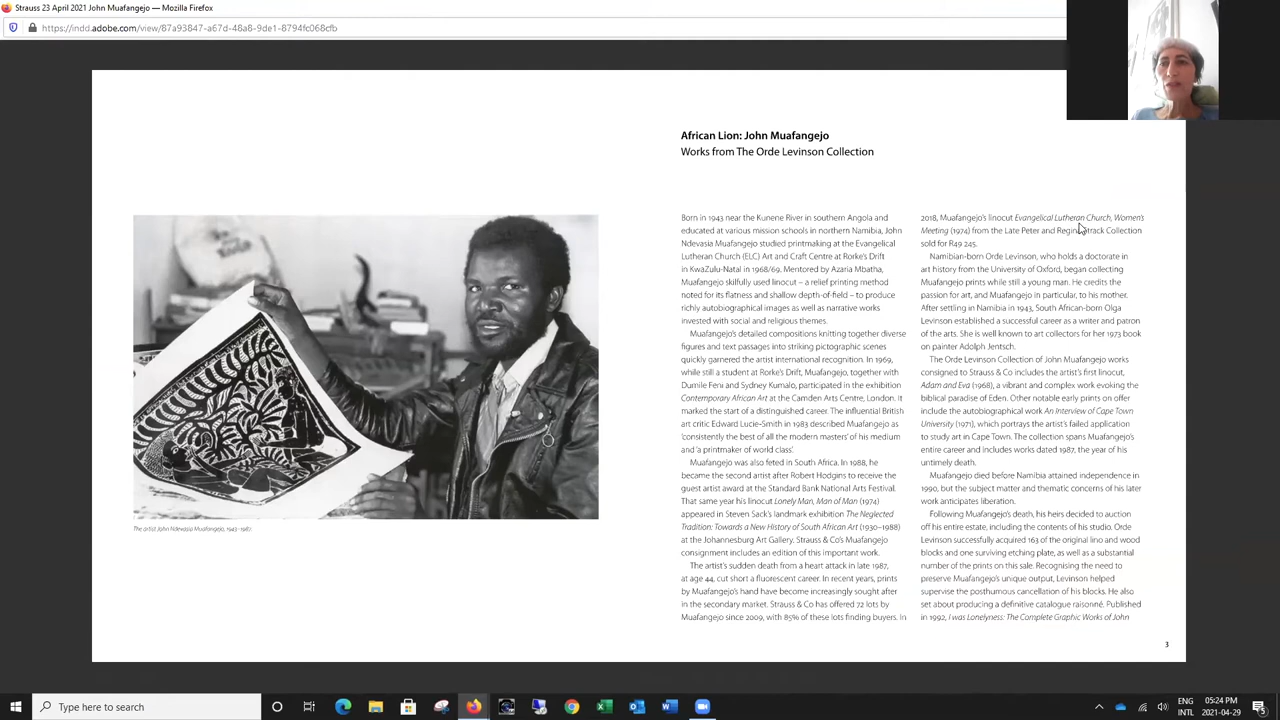 Strauss 23 April 2021 John Muafangejo — Mozilla Firefox
https://indd.adobe.com/view/87a93847-a67d-48a8-9de1-8794fc068cfb
African Lion: John Muafangejo
Works from The Orde Levinson Collection
Born in 1943 near the Kunene River in southern Angola and
educated at various mission schools in northern Namibia, John
Ndevasia Muafangejo studied printmaking at the Evangelical
Lutheran Church (ELC) Art and Craft Centre at Rorke's Drift
in KwaZulu-Natal in 1968/69. Mentored by Azaria Mbatha,
Muafangejo skilfully used linocut – a relief printing method
noted for its flatness and shallow depth-of-field – to produce
richly autobiographical images as well as narrative works
invested with social and religious themes.
Muafangejo's detailed compositions knitting together diverse
figures and text passages into striking pictographic scenes
quickly garnered the artist international recognition. In 1969,
while still a student at Rorke's Drift, Muafangejo, together with
Dumile Feni and Sydney Kumalo, participated in the exhibition
Contemporary African Art at the Camden Arts Centre, London. It
marked the start of a distinguished career. The influential British
art critic Edward Lucie-Smith in 1983 described Muafangejo as
'consistently the best of all the modern masters' of his medium
and 'a printmaker of world class'.
Muafangejo was also feted in South Africa. In 1988, he
became the second artist after Robert Hodgins to receive the
guest artist award at the Standard Bank National Arts Festival.
That same year his linocut Lonely Man, Man of Man (1974)
appeared in Steven Sack's landmark exhibition The Neglected
Tradition: Towards a New History of South African Art (1930–1988)
at the Johannesburg Art Gallery. Strauss & Co's Muafangejo
consignment includes an edition of this important work.
The artist's sudden death from a heart attack in late 1987,
at age 44, cut short a fluorescent career. In recent years, prints
by Muafangejo's hand have become increasingly sought after
in the secondary market. Strauss & Co has offered 72 lots by
Muafangejo since 2009, with 85% of these lots finding buyers. In
2018, Muafangejo's linocut Evangelical Lutheran Church, Women's
Meeting (1974) from the Late Peter and Regina Strack Collection
sold for R49 245.
Namibian-born Orde Levinson, who holds a doctorate in
art history from the University of Oxford, began collecting
Muafangejo prints while still a young man. He credits the
passion for art, and Muafangejo in particular, to his mother.
After settling in Namibia in 1943, South African-born Olga
Levinson established a successful career as a writer and patron
of the arts. She is well known to art collectors for her 1973 book
on painter Adolph Jentsch.
The Orde Levinson Collection of John Muafangejo works
consigned to Strauss & Co includes the artist's first linocut,
Adam and Eva (1968), a vibrant and complex work evoking the
biblical paradise of Eden. Other notable early prints on offer
include the autobiographical work An Interview of Cape Town
University (1971), which portrays the artist's failed application
to study art in Cape Town. The collection spans Muafangejo's
entire career and includes works dated 1987, the year of his
untimely death.
Muafangejo died before Namibia attained independence in
1990, but the subject matter and thematic concerns of his later
work anticipates liberation.
Following Muafangejo's death, his heirs decided to auction
off his entire estate, including the contents of his studio. Orde
Levinson successfully acquired 163 of the original lino and wood
blocks and one surviving etching plate, as well as a substantial
number of the prints on this sale. Recognising the need to
preserve Muafangejo's unique output, Levinson helped
supervise the posthumous cancellation of his blocks. He also
set about producing a definitive catalogue raisonné. Published
in 1992, I was Lonelyness: The Complete Graphic Works of John
The artist John Ndevasia Muafangejo, 1943–1987.
3
Type here to search
ENG
INTL
05:24 PM
2021-04-29